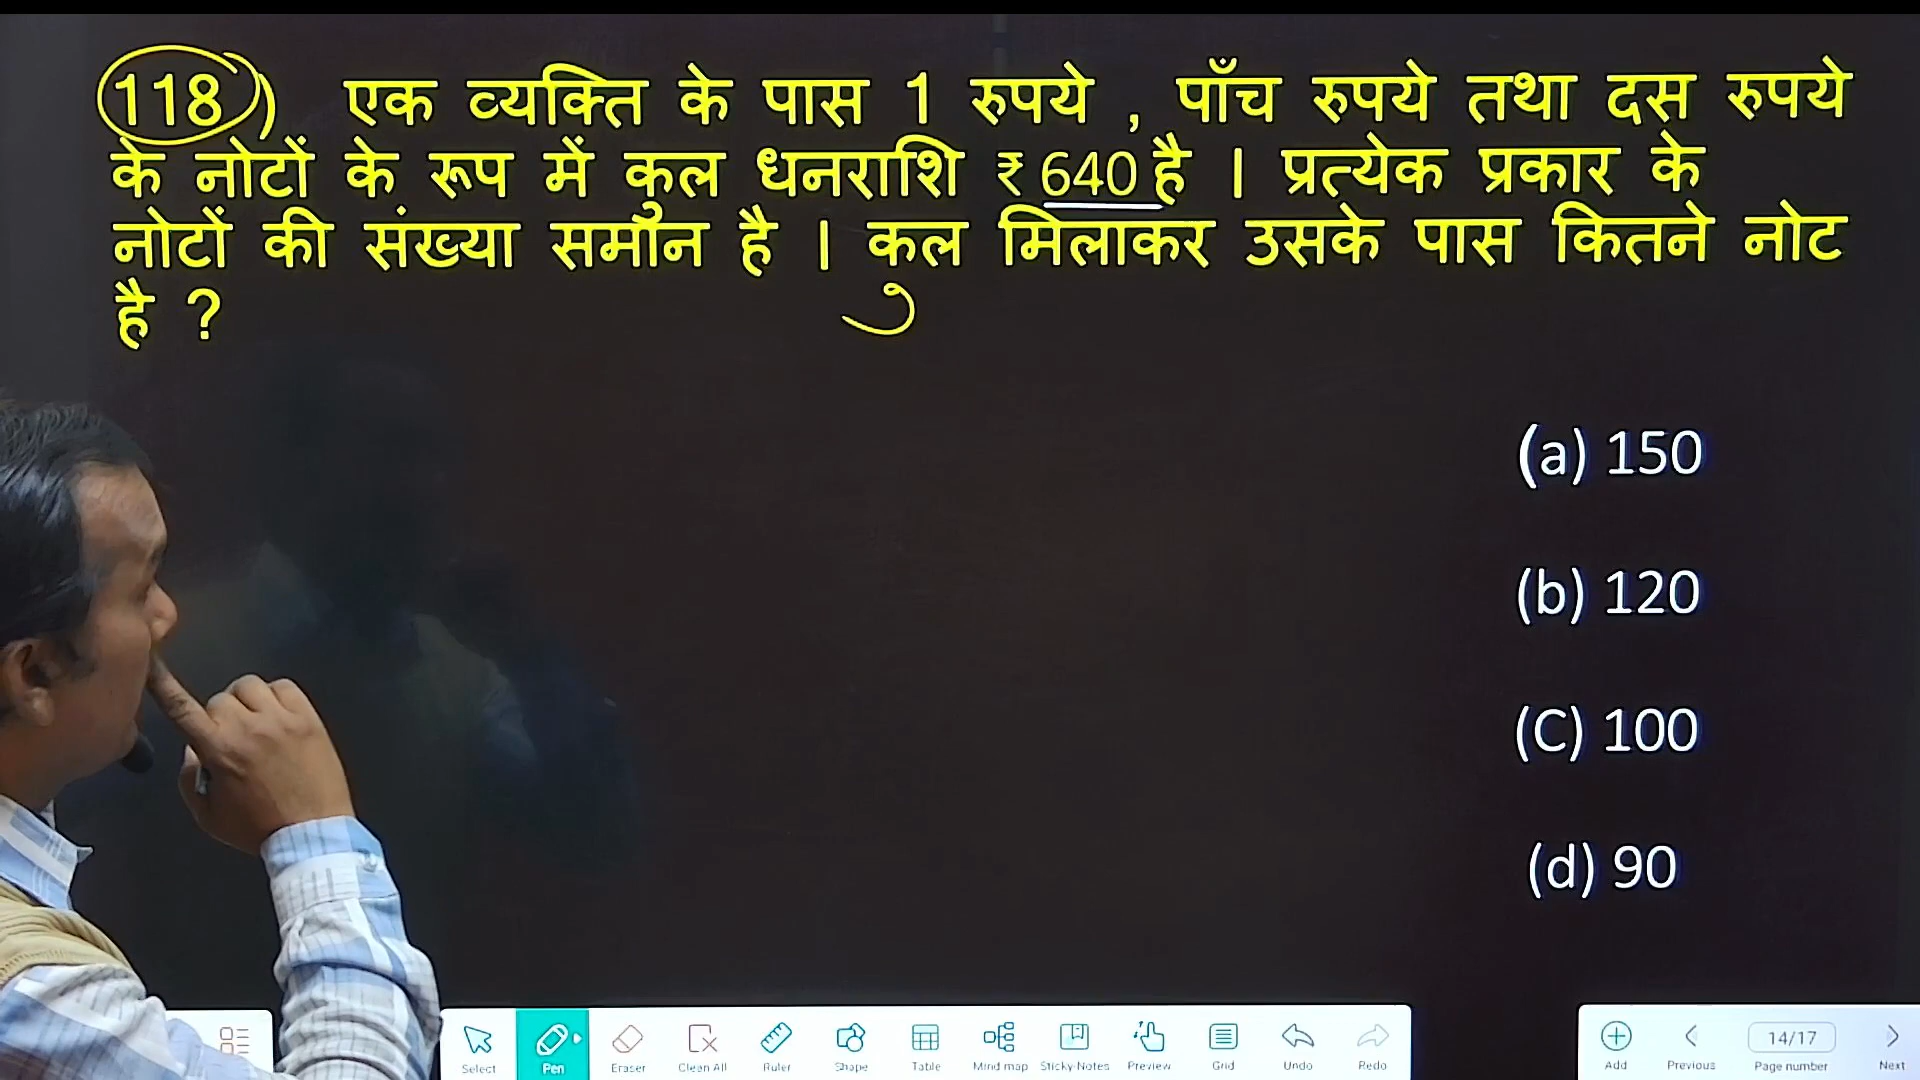 118) एक व्यक्ति के पास 1 रुपये , पाँच रुपये तथा दस रुपये
के नोटों के रूप में कुल धनराशि ₹ 640 है । प्रत्येक प्रकार के
नोटों की संख्या समान है । कुल मिलाकर उसके पास कितने नोट
है ?
(a) 150
(b) 120
(C) 100
(d) 90
Select Pen Eraser Clean All Ruler Shape Table Mind map Sticky Notes Preview Grid Undo Redo
Add Previous 14/17 Page number Next